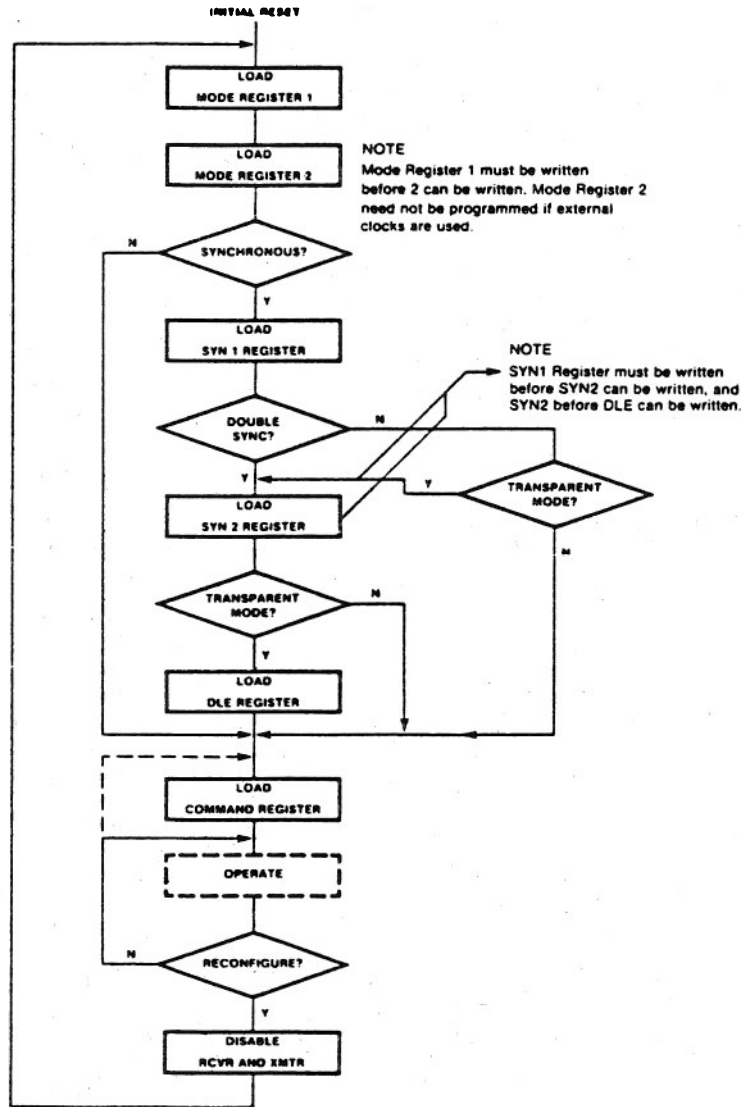 INITIAL RESET
LOAD
MODE REGISTER 1
LOAD
MODE REGISTER 2
NOTE
Mode Register 1 must be written
before 2 can be written. Mode Register 2
need not be programmed if external
clocks are used.
N
SYNCHRONOUS?
Y
LOAD
SYN 1 REGISTER
NOTE
SYN1 Register must be written
before SYN2 can be written, and
SYN2 before DLE can be written.
DOUBLE
SYNC?
N
Y
Y
TRANSPARENT
MODE?
LOAD
SYN 2 REGISTER
N
TRANSPARENT
MODE?
N
Y
LOAD
DLE REGISTER
LOAD
COMMAND REGISTER
OPERATE
N
RECONFIGURE?
Y
DISABLE
RCVR AND XMTR